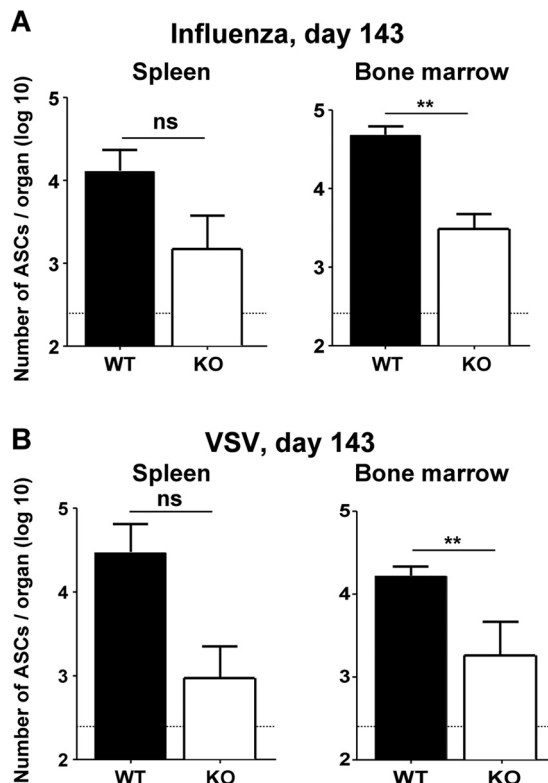 A
Influenza, day 143
Spleen
Bone marrow
Number of ASCs / organ (log 10)
5
4
3
2
ns
WT
KO
5
4
3
2
**
WT
KO
B
VSV, day 143
Spleen
Bone marrow
Number of ASCs / organ (log 10)
5
4
3
2
ns
WT
KO
5
4
3
2
**
WT
KO